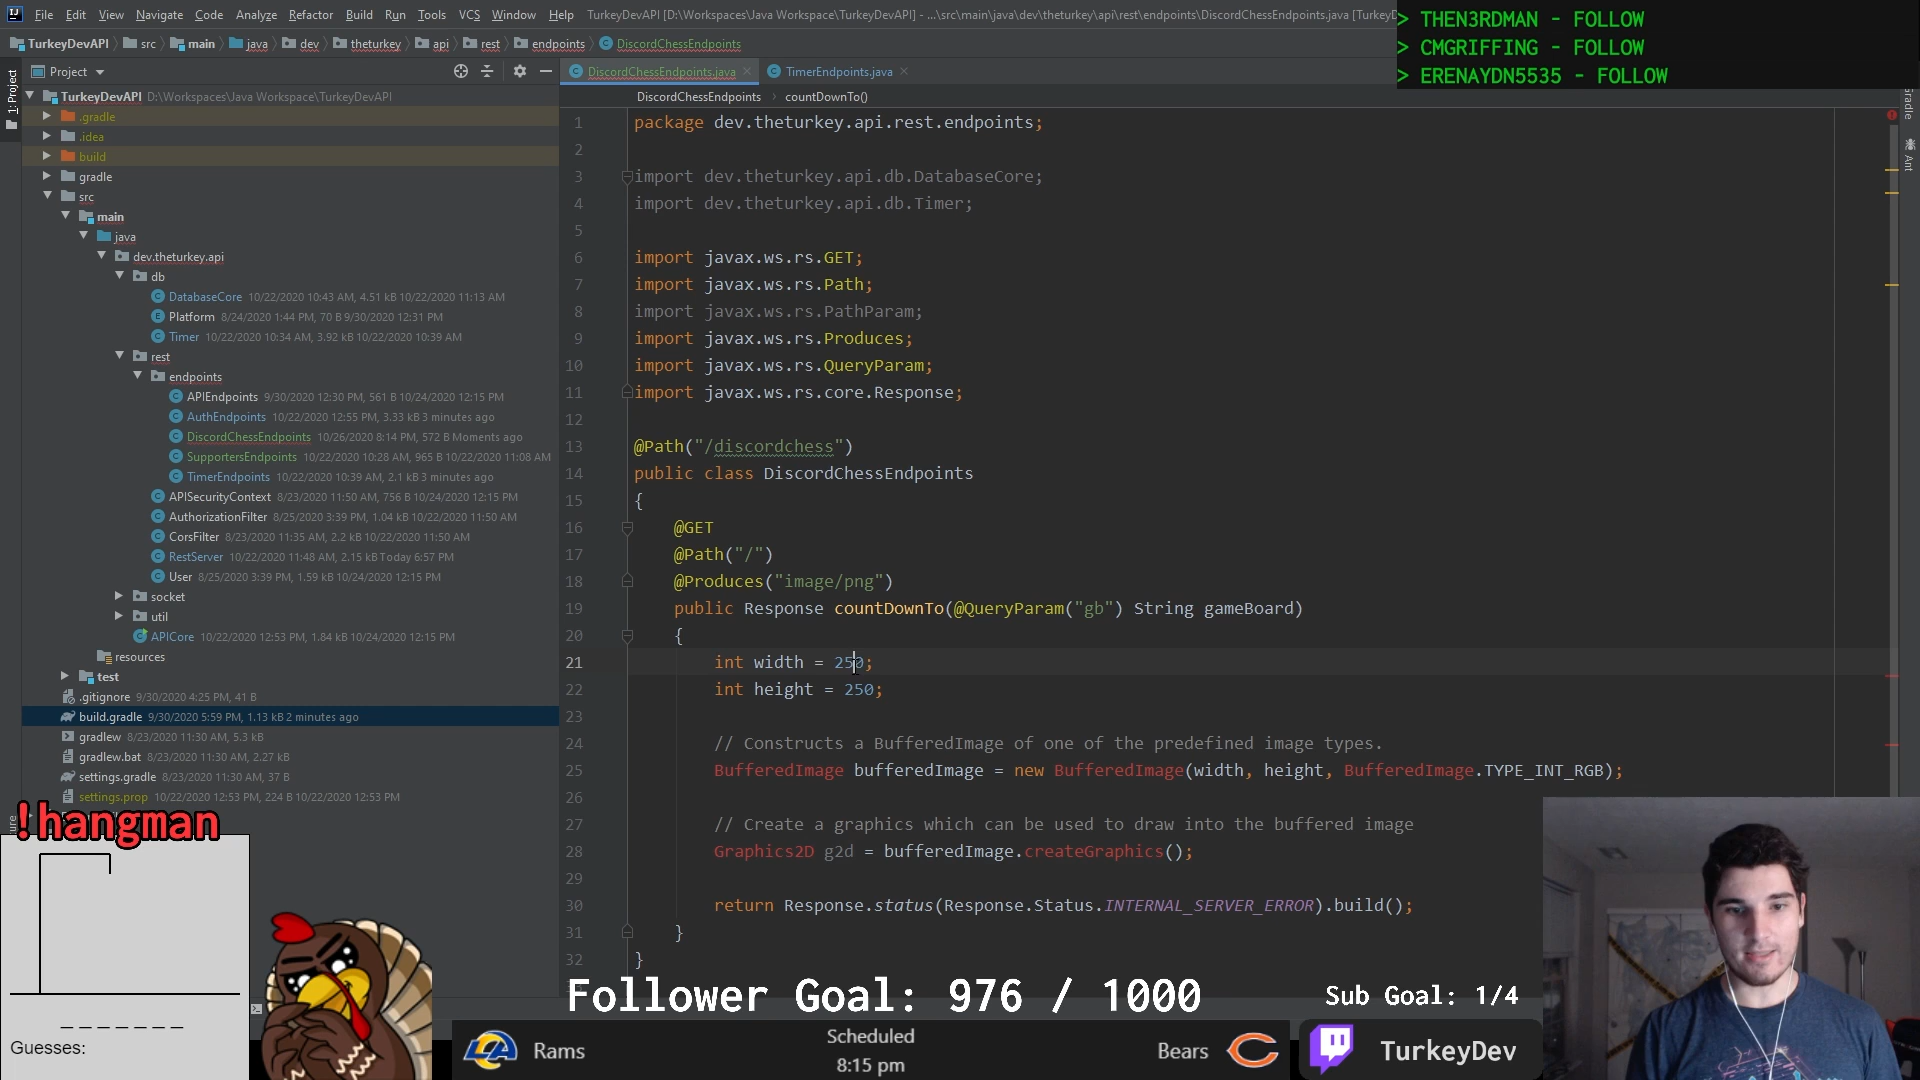 File Edit View Navigate Code Analyze Refactor Build Run Tools VCS Window Help TurkeyDevAPI [D:\Workspaces\Java Workspace\TurkeyDevAPI] - ...\src\main\java\dev\theturkey\api\rest\endpoints\DiscordChessEndpoints.java [TurkeyD
> THEN3RDMAN - FOLLOW
> CMGRIFFING - FOLLOW
> ERENAYDN5535 - FOLLOW
TurkeyDevAPI src main java dev theturkey api rest endpoints DiscordChessEndpoints
Project
DiscordChessEndpoints.java TimerEndpoints.java
DiscordChessEndpoints countDownTo()
1: Project
Gradle
Ant
TurkeyDevAPI D:\Workspaces\Java Workspace\TurkeyDevAPI
.gradle
.idea
build
gradle
src
main
java
dev.theturkey.api
db
DatabaseCore 10/22/2020 10:43 AM, 4.51 kB 10/22/2020 11:13 AM
Platform 8/24/2020 1:44 PM, 70 B 9/30/2020 12:31 PM
Timer 10/22/2020 10:34 AM, 3.92 kB 10/22/2020 10:39 AM
rest
endpoints
APIEndpoints 9/30/2020 12:30 PM, 561 B 10/24/2020 12:15 PM
AuthEndpoints 10/22/2020 12:55 PM, 3.33 kB 3 minutes ago
DiscordChessEndpoints 10/26/2020 8:14 PM, 572 B Moments ago
SupportersEndpoints 10/22/2020 10:28 AM, 965 B 10/22/2020 11:08 AM
TimerEndpoints 10/22/2020 10:39 AM, 2.1 kB 3 minutes ago
APISecurityContext 8/23/2020 11:50 AM, 756 B 10/24/2020 12:15 PM
AuthorizationFilter 8/25/2020 3:39 PM, 1.04 kB 10/22/2020 11:50 AM
CorsFilter 8/23/2020 11:35 AM, 2.2 kB 10/22/2020 11:50 AM
RestServer 10/22/2020 11:48 AM, 2.15 kB Today 6:57 PM
User 8/25/2020 3:39 PM, 1.59 kB 10/24/2020 12:15 PM
socket
util
APICore 10/22/2020 12:53 PM, 1.84 kB 10/24/2020 12:15 PM
resources
test
.gitignore 9/30/2020 4:25 PM, 41 B
build.gradle 9/30/2020 5:59 PM, 1.13 kB 2 minutes ago
gradlew 8/23/2020 11:30 AM, 5.3 kB
gradlew.bat 8/23/2020 11:30 AM, 2.27 kB
settings.gradle 8/23/2020 11:30 AM, 37 B
settings.prop 10/22/2020 12:53 PM, 224 B 10/22/2020 12:53 PM
1 package dev.theturkey.api.rest.endpoints;
2
3 import dev.theturkey.api.db.DatabaseCore;
4 import dev.theturkey.api.db.Timer;
5
6 import javax.ws.rs.GET;
7 import javax.ws.rs.Path;
8 import javax.ws.rs.PathParam;
9 import javax.ws.rs.Produces;
10 import javax.ws.rs.QueryParam;
11 import javax.ws.rs.core.Response;
12
13 @Path("/discordchess")
14 public class DiscordChessEndpoints
15 {
16 @GET
17 @Path("/")
18 @Produces("image/png")
19 public Response countDownTo(@QueryParam("gb") String gameBoard)
20 {
21 int width = 250;
22 int height = 250;
23
24 // Constructs a BufferedImage of one of the predefined image types.
25 BufferedImage bufferedImage = new BufferedImage(width, height, BufferedImage.TYPE_INT_RGB);
26
27 // Create a graphics which can be used to draw into the buffered image
28 Graphics2D g2d = bufferedImage.createGraphics();
29
30 return Response.status(Response.Status.INTERNAL_SERVER_ERROR).build();
31 }
32 }
!hangman
_ _ _ _ _ _ _
Guesses:
Follower Goal: 976 / 1000
Sub Goal: 1/4
Rams
Scheduled
8:15 pm
Bears
TurkeyDev